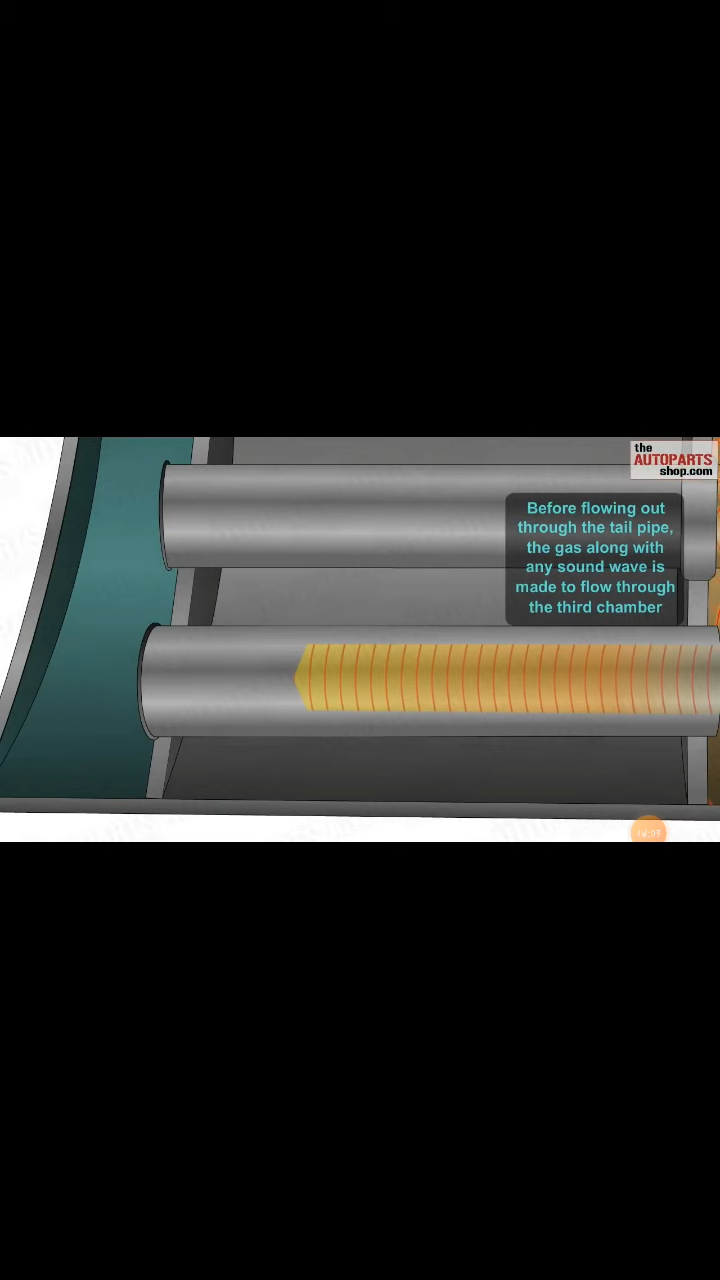 the
AUTOPARTS
shop.com
Before flowing out
through the tail pipe,
the gas along with
any sound wave is
made to flow through
the third chamber